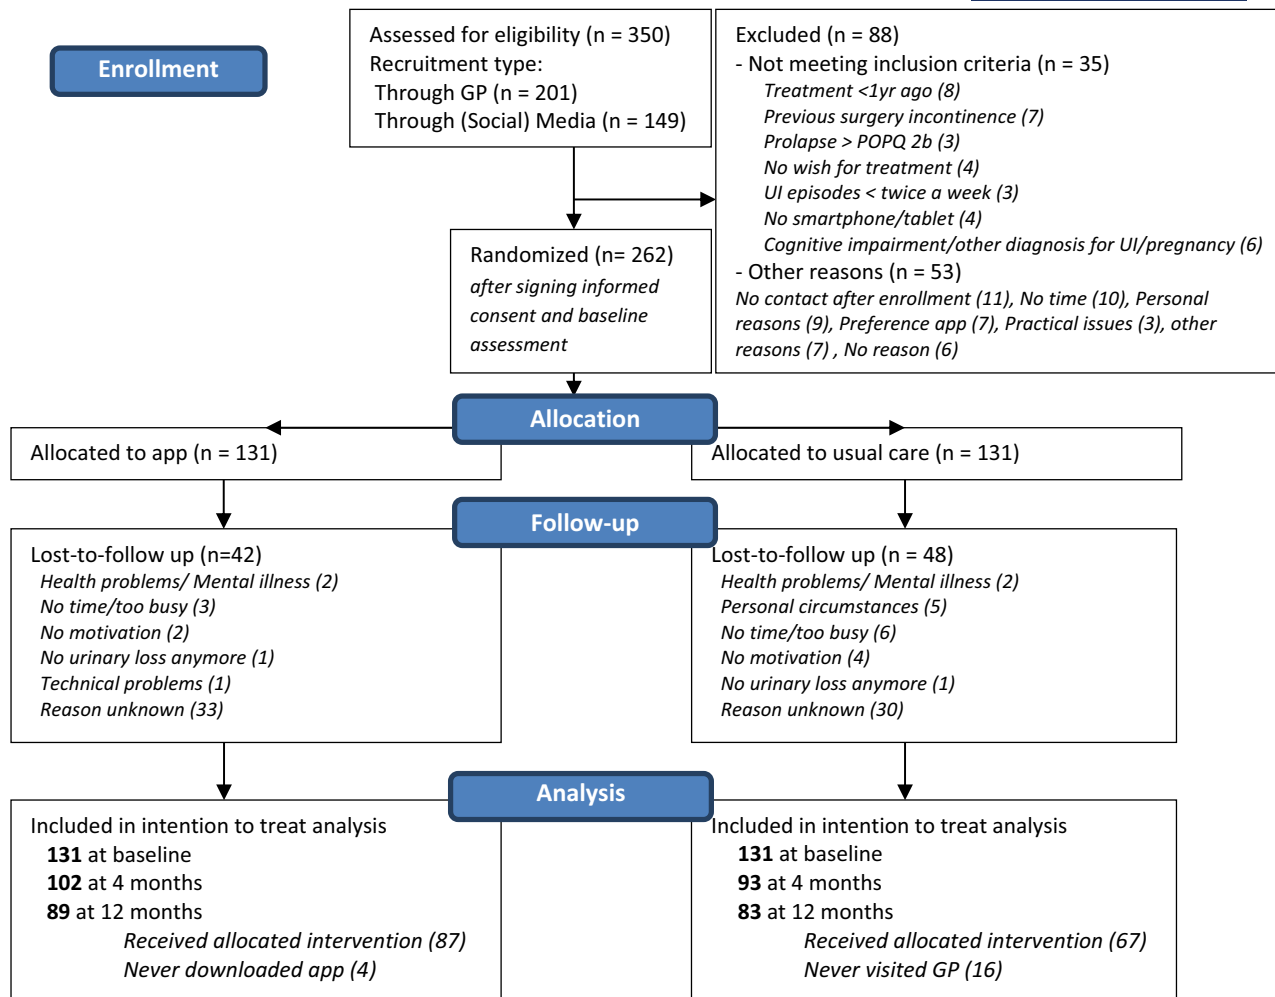 Enrollment
Assessed for eligibility (n = 350)
Recruitment type:
Through GP (n = 201)
Through (Social) Media (n = 149)
Excluded (n = 88)
- Not meeting inclusion criteria (n = 35)
Treatment <1yr ago (8)
Previous surgery incontinence (7)
Prolapse > POPQ 2b (3)
No wish for treatment (4)
UI episodes < twice a week (3)
No smartphone/tablet (4)
Cognitive impairment/other diagnosis for UI/pregnancy (6)
- Other reasons (n = 53)
No contact after enrollment (11), No time (10), Personal
reasons (9), Preference app (7), Practical issues (3), other
reasons (7) , No reason (6)
Randomized (n= 262)
after signing informed
consent and baseline
assessment
Allocation
Allocated to app (n = 131)
Allocated to usual care (n = 131)
Follow-up
Lost-to-follow up (n=42)
Health problems/ Mental illness (2)
No time/too busy (3)
No motivation (2)
No urinary loss anymore (1)
Technical problems (1)
Reason unknown (33)
Lost-to-follow up (n = 48)
Health problems/ Mental illness (2)
Personal circumstances (5)
No time/too busy (6)
No motivation (4)
No urinary loss anymore (1)
Reason unknown (30)
Analysis
Included in intention to treat analysis
131 at baseline
102 at 4 months
89 at 12 months
Received allocated intervention (87)
Never downloaded app (4)
Included in intention to treat analysis
131 at baseline
93 at 4 months
83 at 12 months
Received allocated intervention (67)
Never visited GP (16)